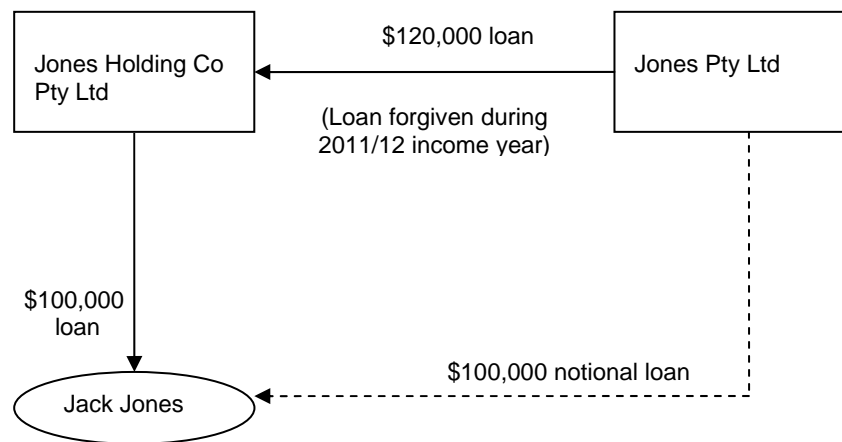 $120,000 loan
Jones Holding Co
Pty Ltd
Jones Pty Ltd
(Loan forgiven during
2011/12 income year)
$100,000
loan
$100,000 notional loan
Jack Jones